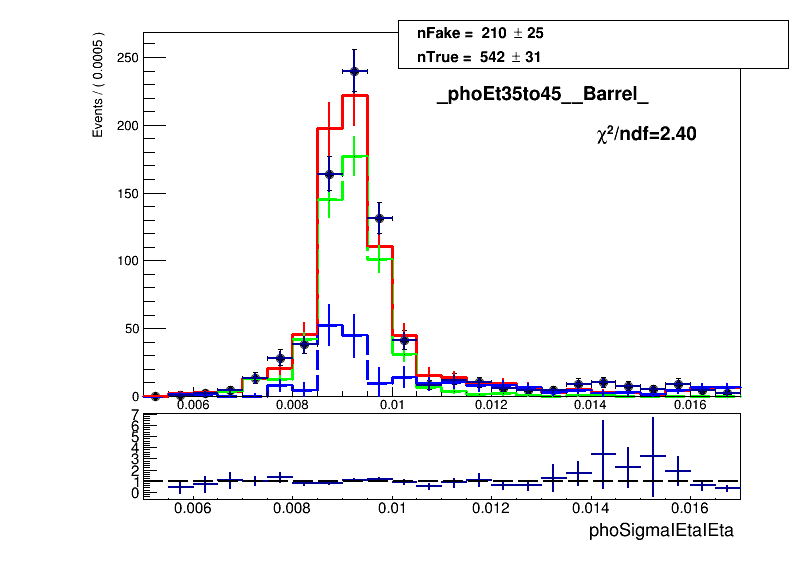 nFake = 210 ± 25
nTrue = 542 ± 31
_phoEt35to45__Barrel_
χ²/ndf=2.40
Events / ( 0.0005 )
250
200
150
100
50
0
0.006 0.008 0.01 0.012 0.014 0.016
7
6
5
4
3
2
1
0
0.006 0.008 0.01 0.012 0.014 0.016
phoSigmaIEtaIEta